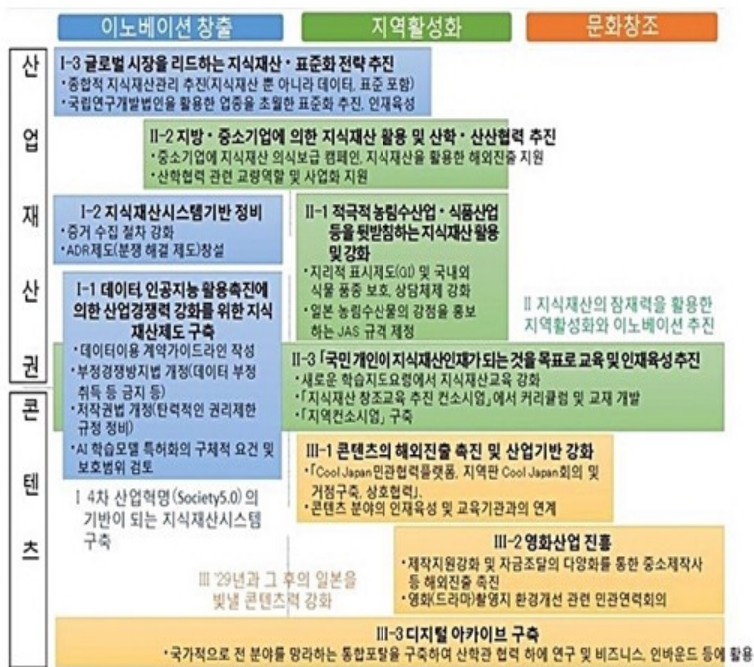 이노베이션 창출
지역활성화
문화창조
산업재산권
콘텐츠
I-3 글로벌 시장을 리드하는 지식재산・표준화 전략 추진
•종합적 지식재산관리 추진(지식재산 뿐 아니라 데이터, 표준 포함)
•국립연구개발법인을 활용한 업종을 초월한 표준화 추진, 인재육성
II-2 지방・중소기업에 의한 지식재산 활용 및 산학・산산협력 추진
•중소기업에 지식재산 의식보급 캠페인, 지식재산을 활용한 해외진출 지원
•산학협력 관련 교량역할 및 사업화 지원
I-2 지식재산시스템기반 정비
•증거 수집 절차 강화
•ADR제도(분쟁 해결 제도)창설
II-1 적극적 농림수산업・식품산업
등을 뒷받침하는 지식재산 활용
및 강화
•지리적 표시제도(GI) 및 국내외
식물 품종 보호, 상담체제 강화
•일본 농림수산물의 강점을 홍보
하는 JAS 규격 제정
I-1 데이터, 인공지능 활용촉진에
의한 산업경쟁력 강화를 위한 지식
재산제도 구축
•데이터이용 계약가이드라인 작성
•부정경쟁방지법 개정(데이터 부정
취득 등 금지 등)
•저작권법 개정(탄력적인 권리제한
규정 정비)
•AI 학습모델 특허화의 구체적 요건 및
보호범위 검토
II 지식재산의 잠재력을 활용한
지역활성화와 이노베이션 추진
II-3 「국민 개인이 지식재산인재가 되는 것을 목표로 교육 및 인재육성 추진
•새로운 학습지도요령에서 지식재산교육 강화
•「지식재산 창조교육 추진 컨소시엄」에서 커리큘럼 및 교재 개발
•「지역컨소시엄」 구축
III-1 콘텐츠의 해외진출 촉진 및 산업기반 강화
•「Cool Japan민관협력플랫폼, 지역판 Cool Japan회의 및
거점구축, 상호협력」、
•콘텐츠 분야의 인재육성 및 교육기관과의 연계
I 4차 산업혁명(Society5.0)의
기반이 되는 지식재산시스템
구축
III-2 영화산업 진흥
•제작지원강화 및 자금조달의 다양화를 통한 중소제작사
등 해외진출 촉진
•영화(드라마)촬영지 환경개선 관련 민관연력회의
III '29년과 그 후의 일본을
빛낼 콘텐츠력 강화
III-3 디지털 아카이브 구축
•국가적으로 전 분야를 망라하는 통합포탈을 구축하여 산학관 협력 하에 연구 및 비즈니스, 인바운드 등에 활용